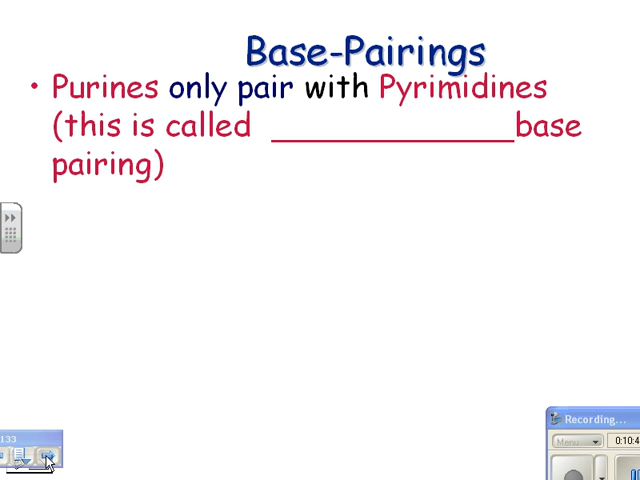 Base-Pairings
• Purines only pair with Pyrimidines
(this is called _____________base
pairing)
133
Recording...
Menu
0:10:4